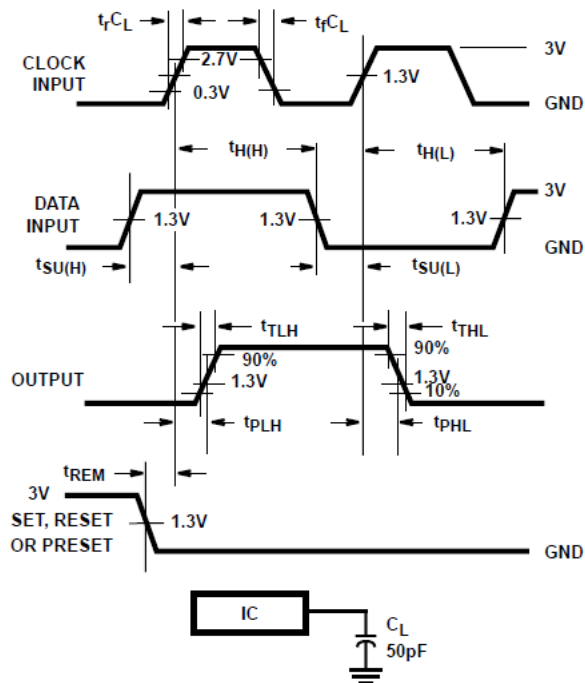 trCL
tfCL
CLOCK
INPUT
2.7V
0.3V
1.3V
3V
GND
tH(H)
tH(L)
DATA
INPUT
1.3V
1.3V
1.3V
3V
GND
tSU(H)
tSU(L)
tTLH
tTHL
OUTPUT
90%
1.3V
90%
1.3V
10%
tPLH
tPHL
tREM
3V
SET, RESET
OR PRESET
1.3V
GND
IC
CL
50pF